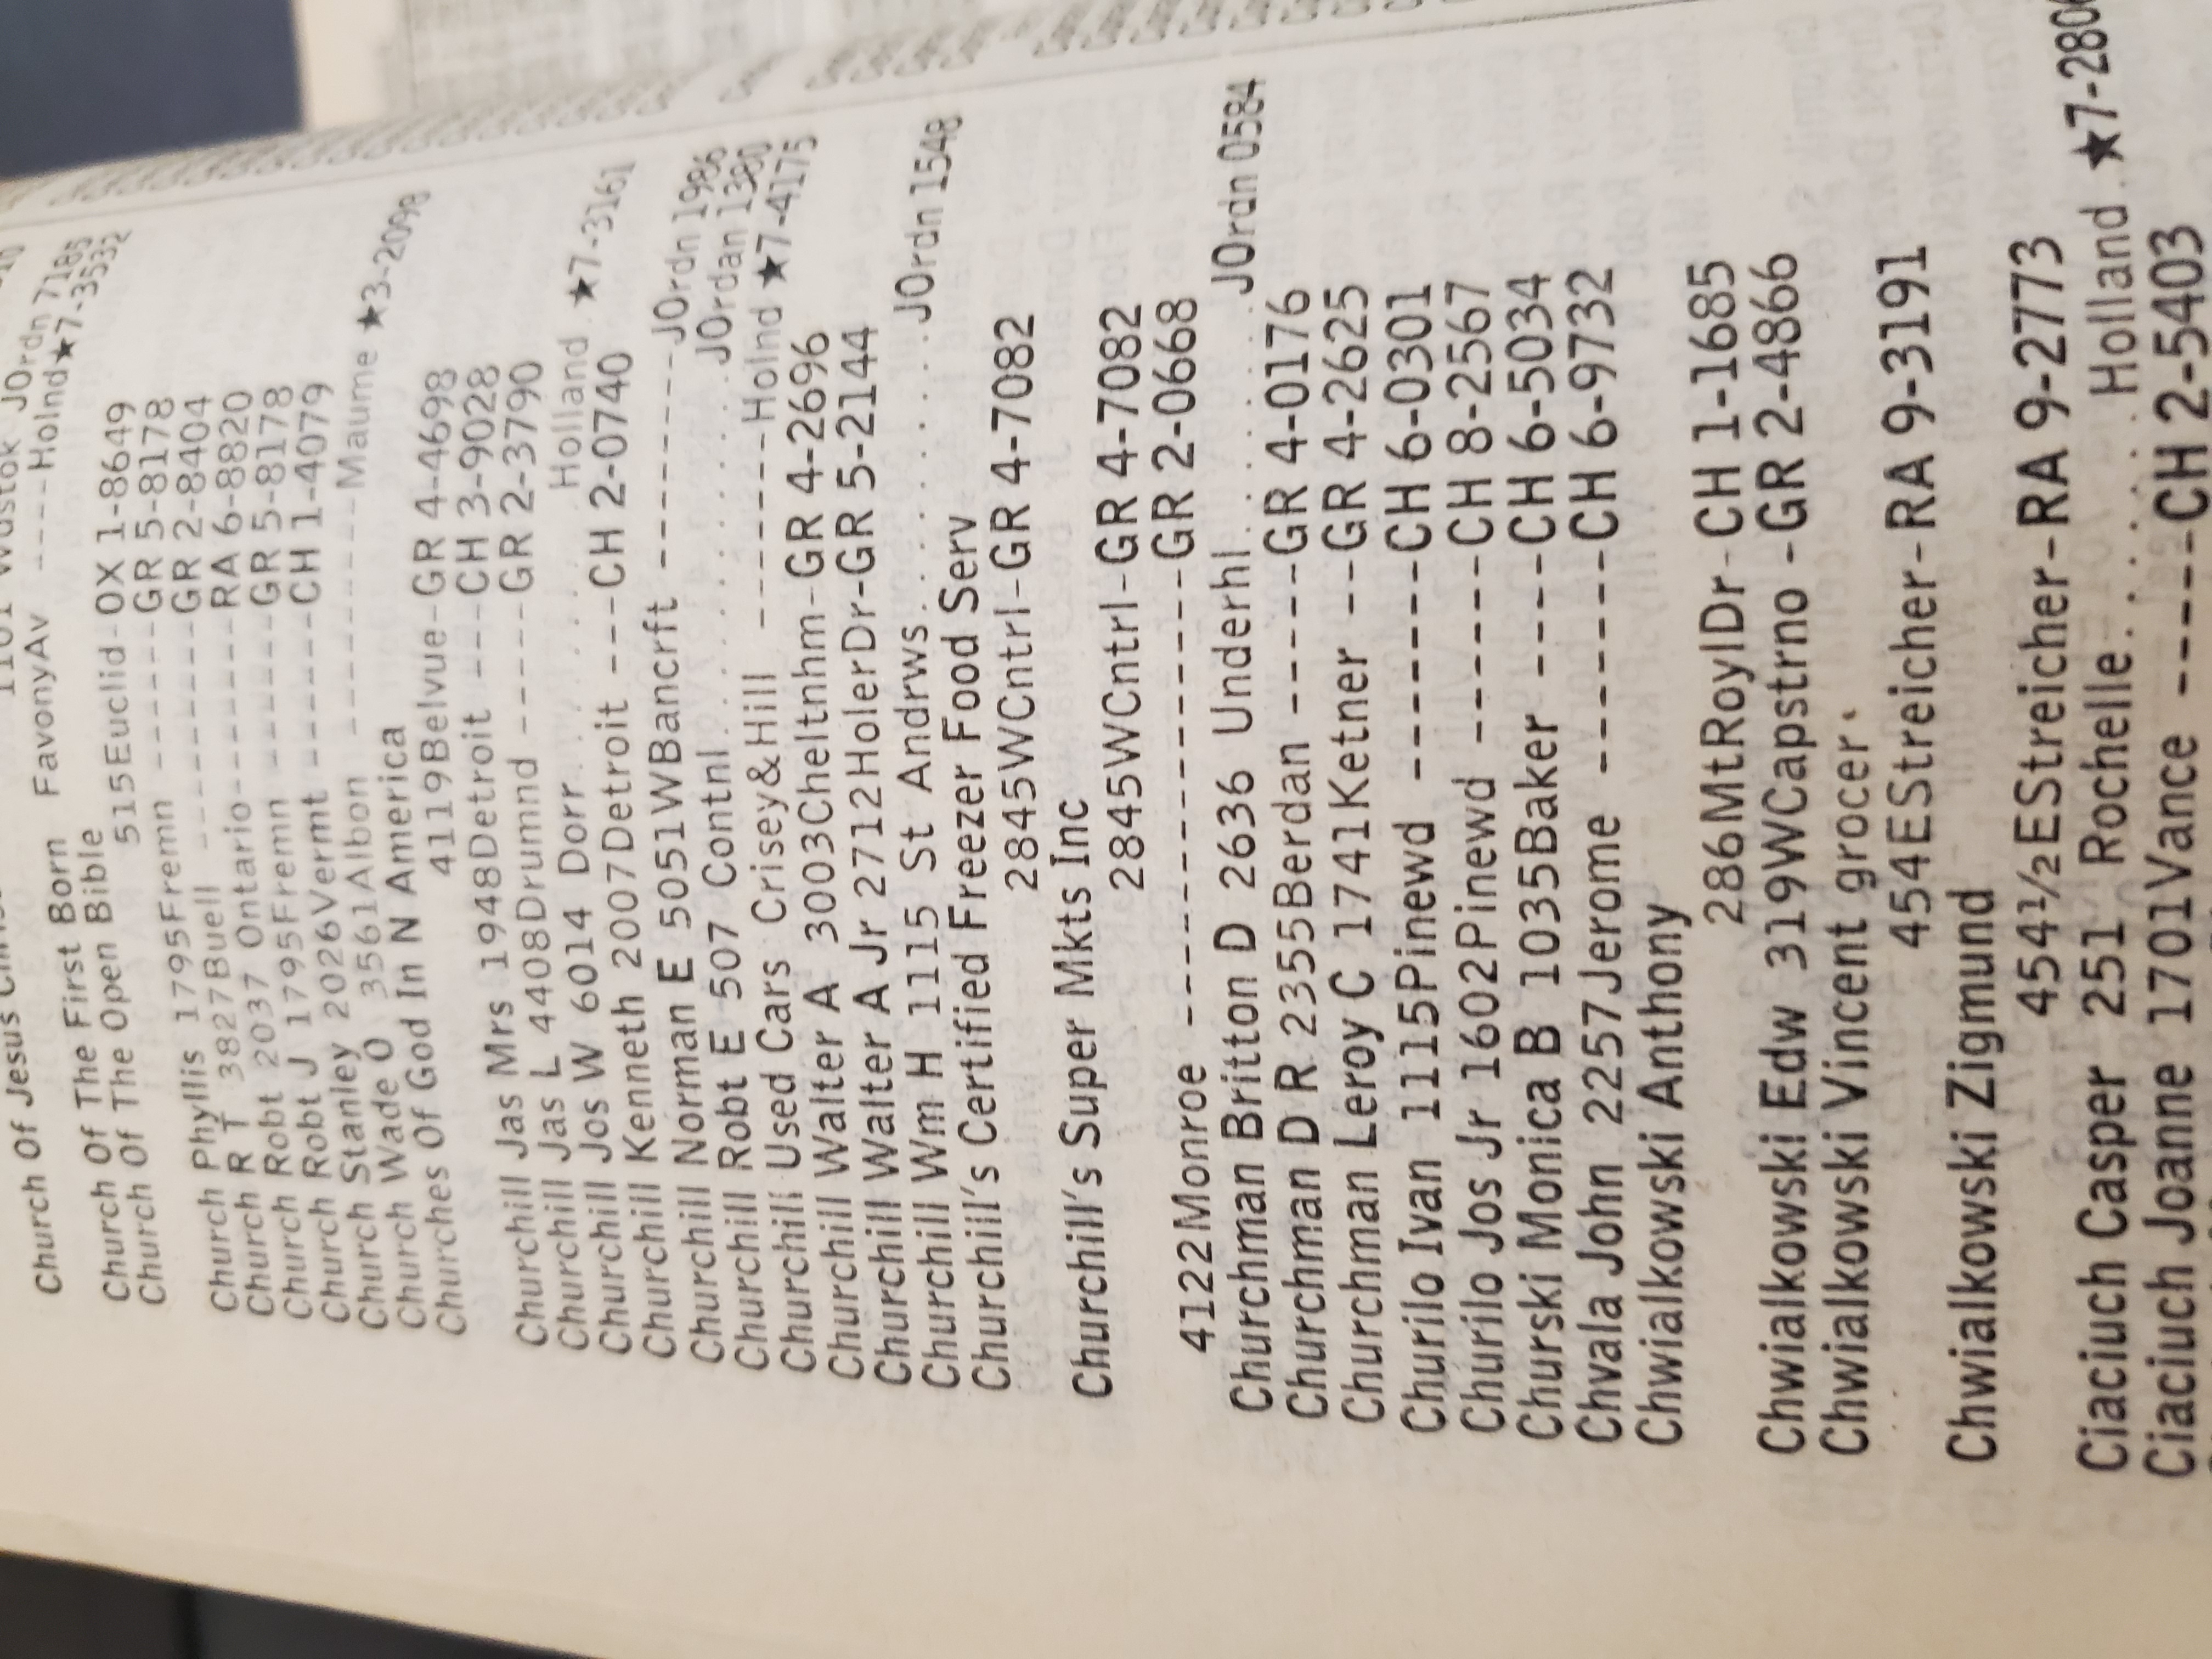 Church Of Jesus
JOrdn
Church Of The First Born
FavonyAv ----Holnd★7-3532
Church Of The Open Bible
515Euclid-OX 1-8649
Church Phyllis 1795Fremn ------GR 5-8178
Church R T 3827Buell --------GR 2-8404
Church Robt 2037 Ontario-------RA 6-8820
Church Robt J 1795Fremn ------GR 5-8178
Church Stanley 2026Vermt -----CH 1-4079
Church Wade O 3561Albon --------Maume ★3-2098
Churches Of God In N America
4119Belvue-GR 4-4698
Churchill Jas Mrs 1948Detroit ---CH 3-9028
Churchill Jas L 4408Drumnd -----GR 2-3790
Churchill Jos W 6014 Dorr.......Holland ★7-3161
Churchill Kenneth 2007Detroit ---CH 2-0740
Churchill Norman E 5051WBancrft ---------JOrdn 1986
Churchill Robt E 507 Contnl..........JOrdan 1380
Churchill Used Cars Crisey&Hill -------Holnd ★7-4175
Churchill Walter A 3003Cheltnhm-GR 4-2696
Churchill Walter A Jr 2712HolerDr-GR 5-2144
Churchill Wm H 1115 St Andrws.......JOrdn 1548
Churchill's Certified Freezer Food Serv
2845WCntrl-GR 4-7082
Churchill's Super Mkts Inc
2845WCntrl-GR 4-7082
4122Monroe ----------------GR 2-0668
Churchman Britton D 2636 Underhl......JOrdn 0584
Churchman D R 2355Berdan -----GR 4-0176
Churchman Leroy C 1741Ketner --GR 4-2625
Churilo Ivan 1115Pinewd -------CH 6-0301
Churilo Jos Jr 1602Pinewd -----CH 8-2567
Churski Monica B 1035Baker ----CH 6-5034
Chvala John 2257Jerome -------CH 6-9732
Chwialkowski Anthony
286MtRoylDr-CH 1-1685
Chwialkowski Edw 319WCapstrno -GR 2-4866
Chwialkowski Vincent grocer.
454EStreicher-RA 9-3191
Chwialkowski Zigmund
454½EStreicher-RA 9-2773
Ciaciuch Casper 251 Rochelle......Holland ★7-280
Ciaciuch Joanne 1701Vance -----CH 2-5403